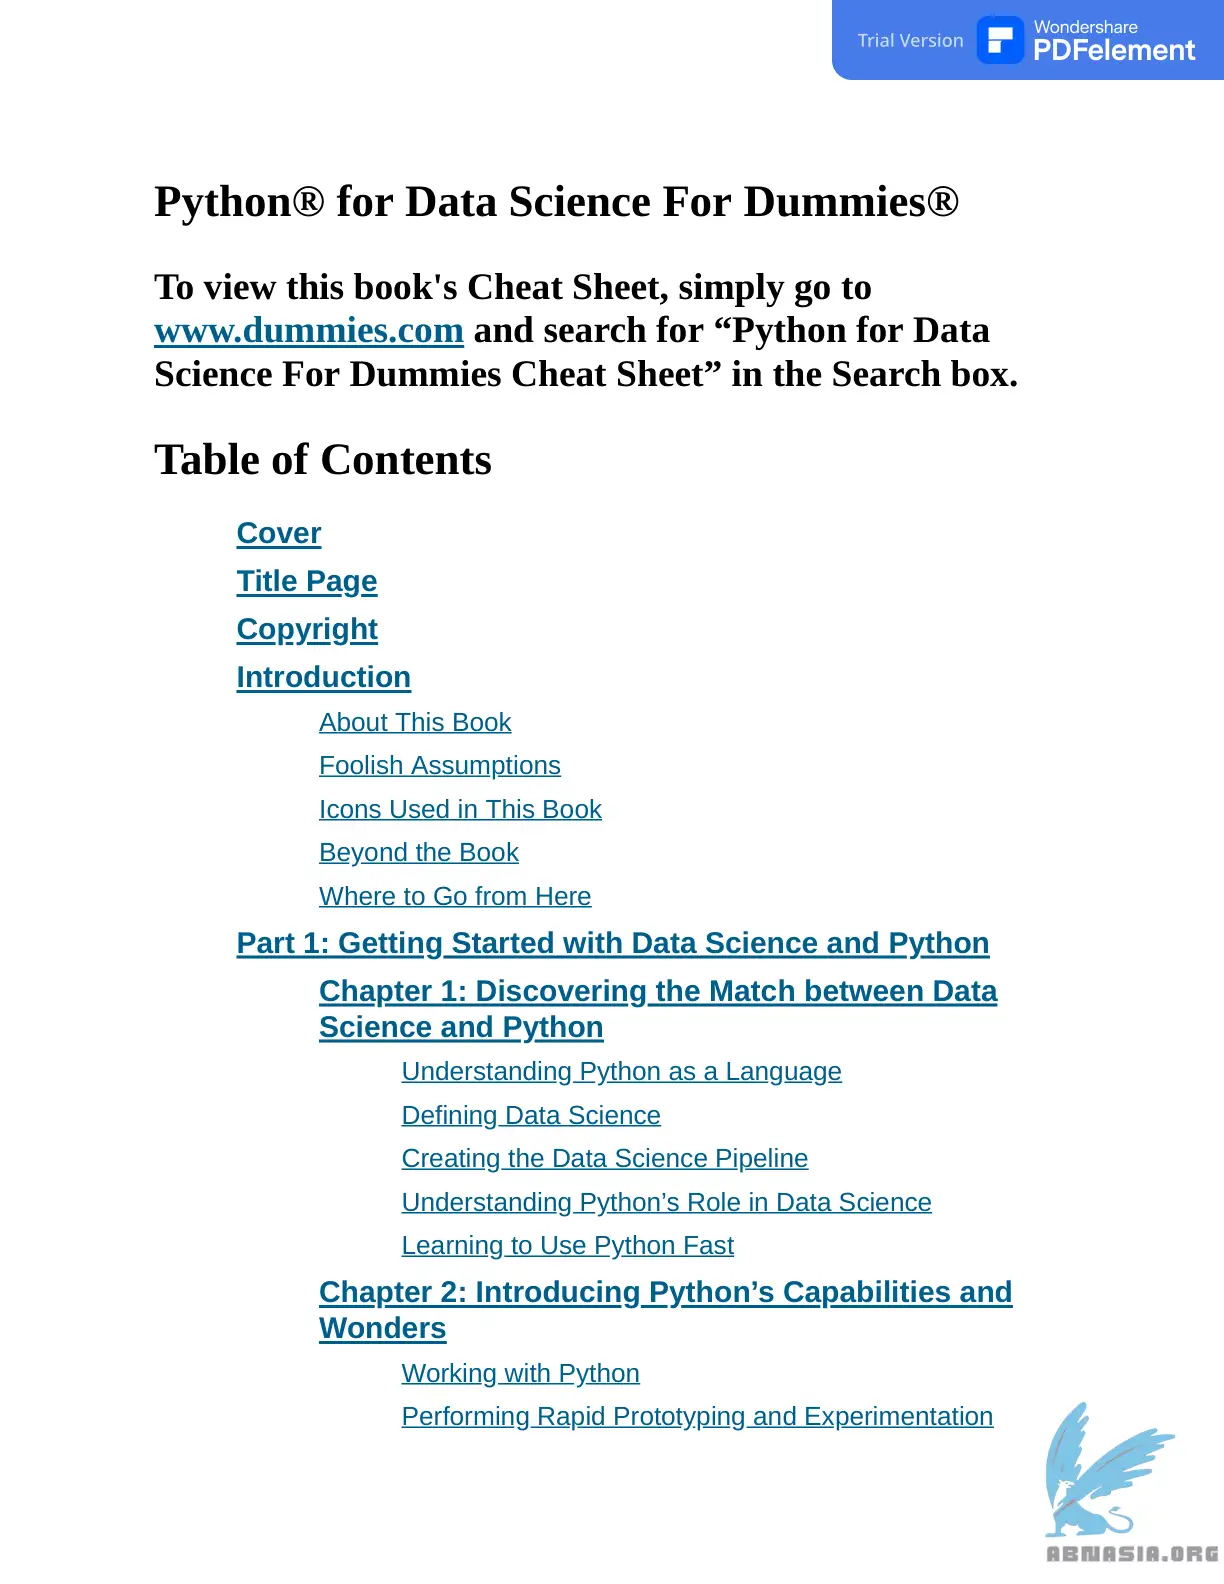 Trial Version
Wondershare
PDFelement
Python® for Data Science For Dummies®
To view this book's Cheat Sheet, simply go to
www.dummies.com and search for “Python for Data
Science For Dummies Cheat Sheet” in the Search box.
Table of Contents
Cover
Title Page
Copyright
Introduction
About This Book
Foolish Assumptions
Icons Used in This Book
Beyond the Book
Where to Go from Here
Part 1: Getting Started with Data Science and Python
Chapter 1: Discovering the Match between Data
Science and Python
Understanding Python as a Language
Defining Data Science
Creating the Data Science Pipeline
Understanding Python’s Role in Data Science
Learning to Use Python Fast
Chapter 2: Introducing Python’s Capabilities and
Wonders
Working with Python
Performing Rapid Prototyping and Experimentation
ABNASIA.ORG